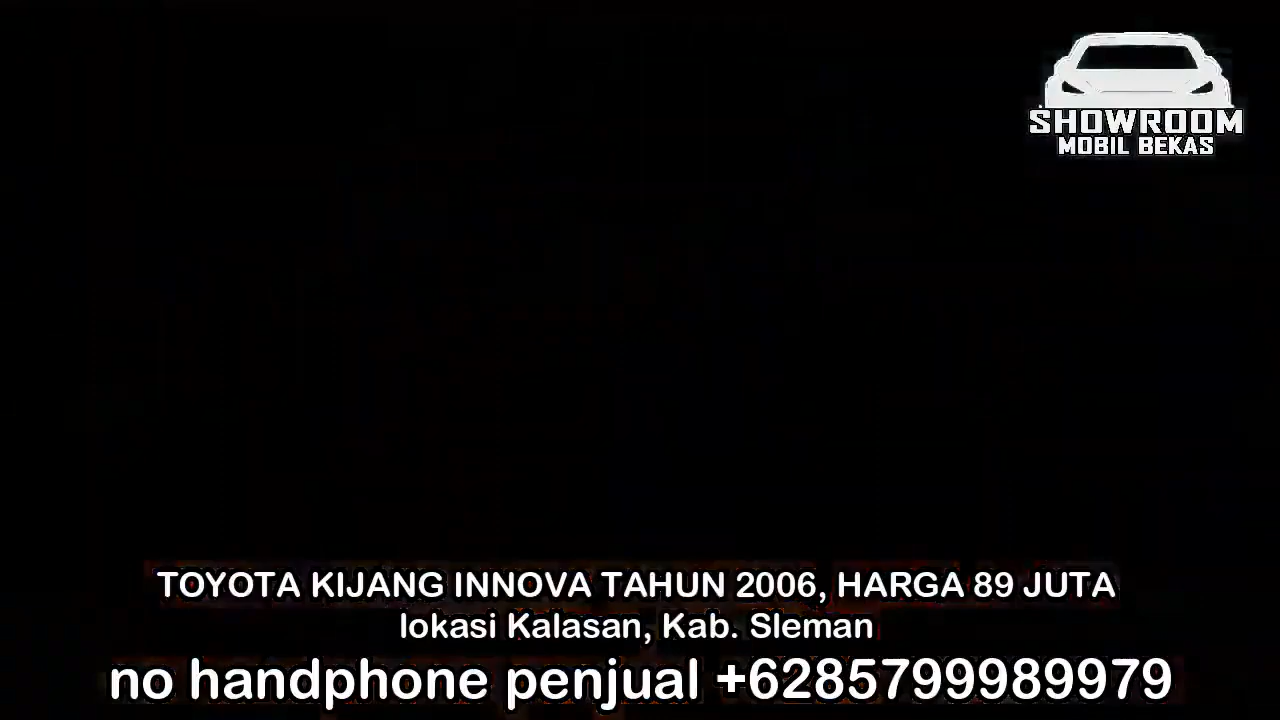 SHOWROOM
MOBIL BEKAS
TOYOTA KIJANG INNOVA TAHUN 2006, HARGA 89 JUTA
lokasi Kalasan, Kab. Sleman
no handphone penjual +6285799989979